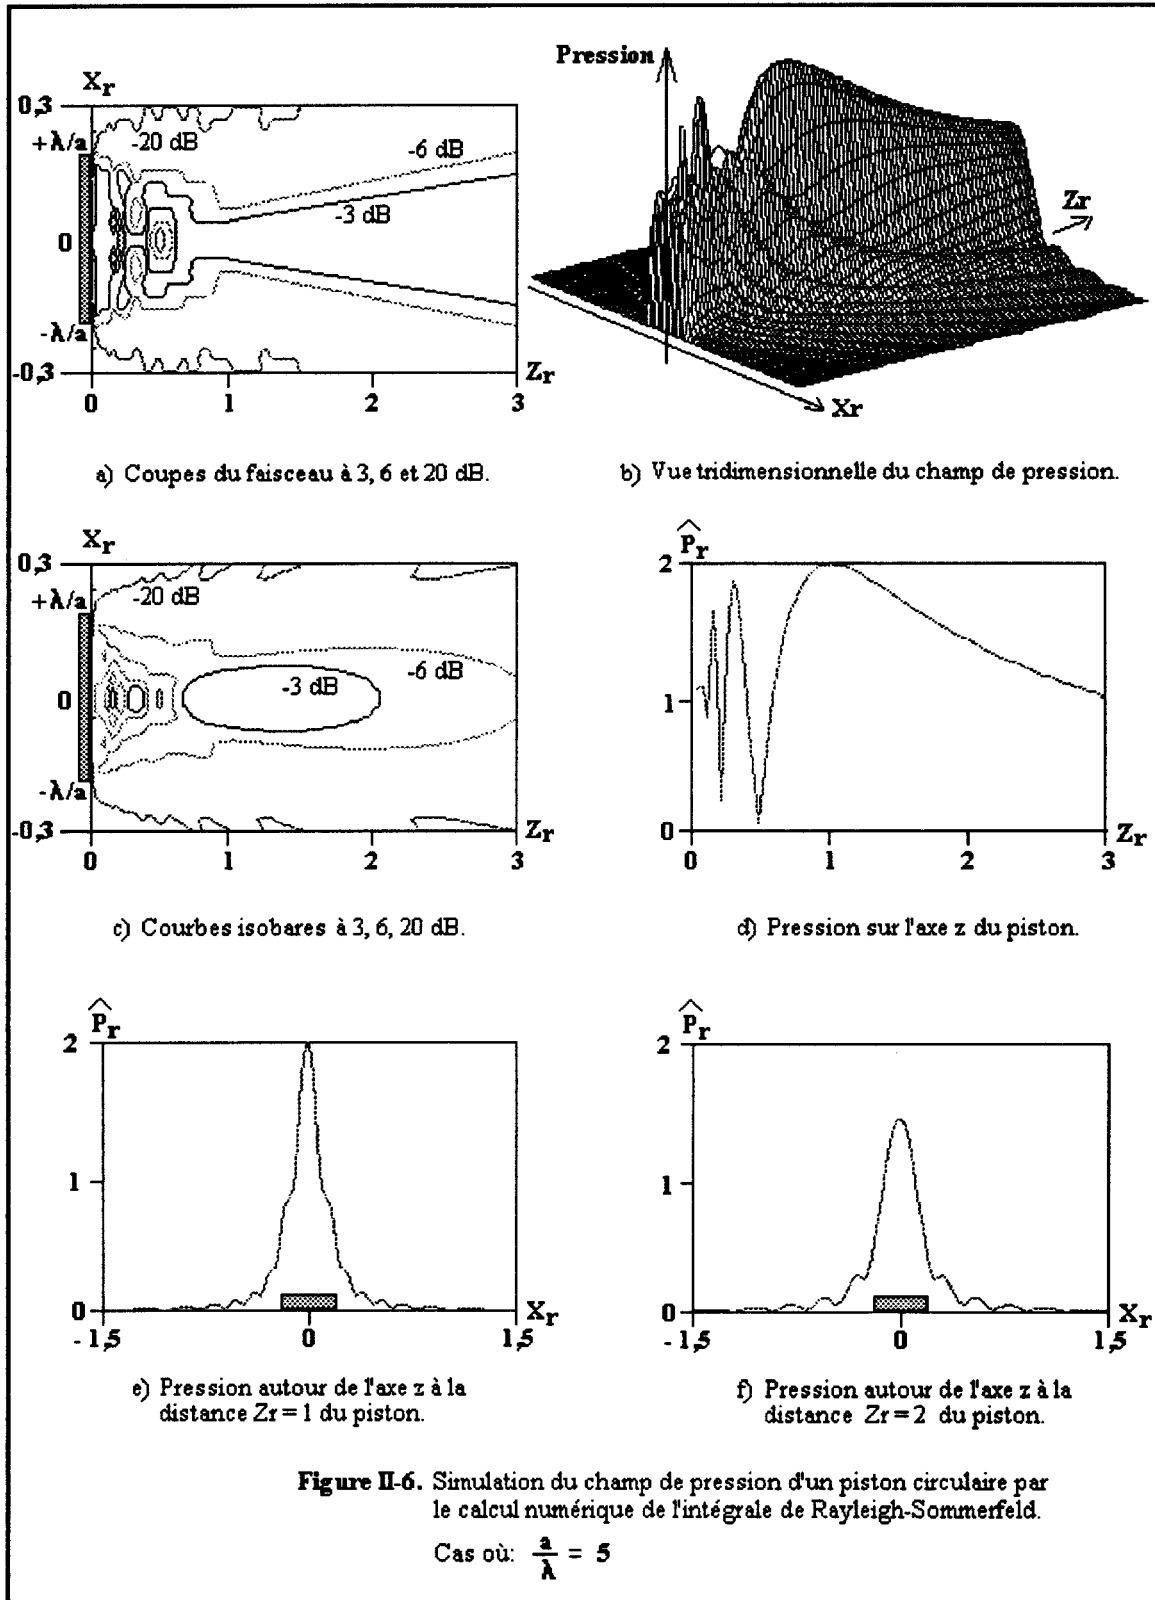 Xr
0,3
+λ/a
0
-λ/a
-0,3
-20 dB
-6 dB
-3 dB
Zr
0 1 2 3
a) Coupes du faisceau à 3, 6 et 20 dB.
Pression
Zr
Xr
b) Vue tridimensionnelle du champ de pression.
Xr
0,3
+λ/a
0
-λ/a
-0,3
-20 dB
-6 dB
-3 dB
Zr
0 1 2 3
c) Courbes isobares à 3, 6, 20 dB.
P̂r
2
1
0
Zr
0 1 2 3
d) Pression sur l'axe z du piston.
P̂r
2
1
0
Xr
-1,5 0 1,5
e) Pression autour de l'axe z à la
distance Zr = 1 du piston.
P̂r
2
1
0
Xr
-1,5 0 1,5
f) Pression autour de l'axe z à la
distance Zr = 2 du piston.
Figure II-6. Simulation du champ de pression d'un piston circulaire par
le calcul numérique de l'intégrale de Rayleigh-Sommerfeld.
Cas où: a/λ = 5